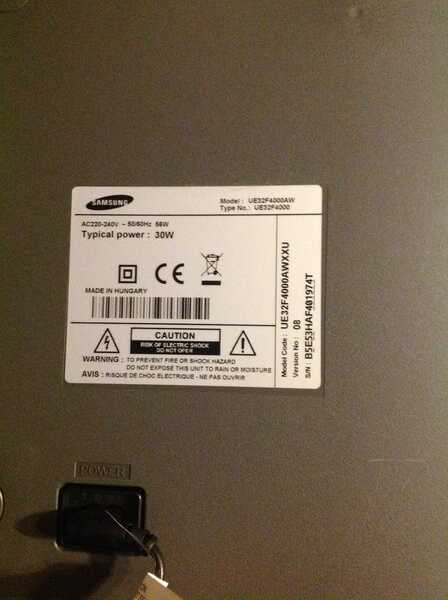 SAMSUNG
Model : UE32F4000AW
Type No.: UE32F4000
AC220-240V ~ 50/60Hz 56W
Typical power : 30W
CE
MADE IN HUNGARY
CAUTION
RISK OF ELECTRIC SHOCK
DO NOT OPEN
WARNING : TO PREVENT FIRE OR SHOCK HAZARD
DO NOT EXPOSE THIS UNIT TO RAIN OR MOISTURE
AVIS : RISQUE DE CHOC ELECTRIQUE - NE PAS OUVRIR
Model Code : UE32F4000AWXXU
Version No : 08
S/N : B5E53HAF401974T
POWER